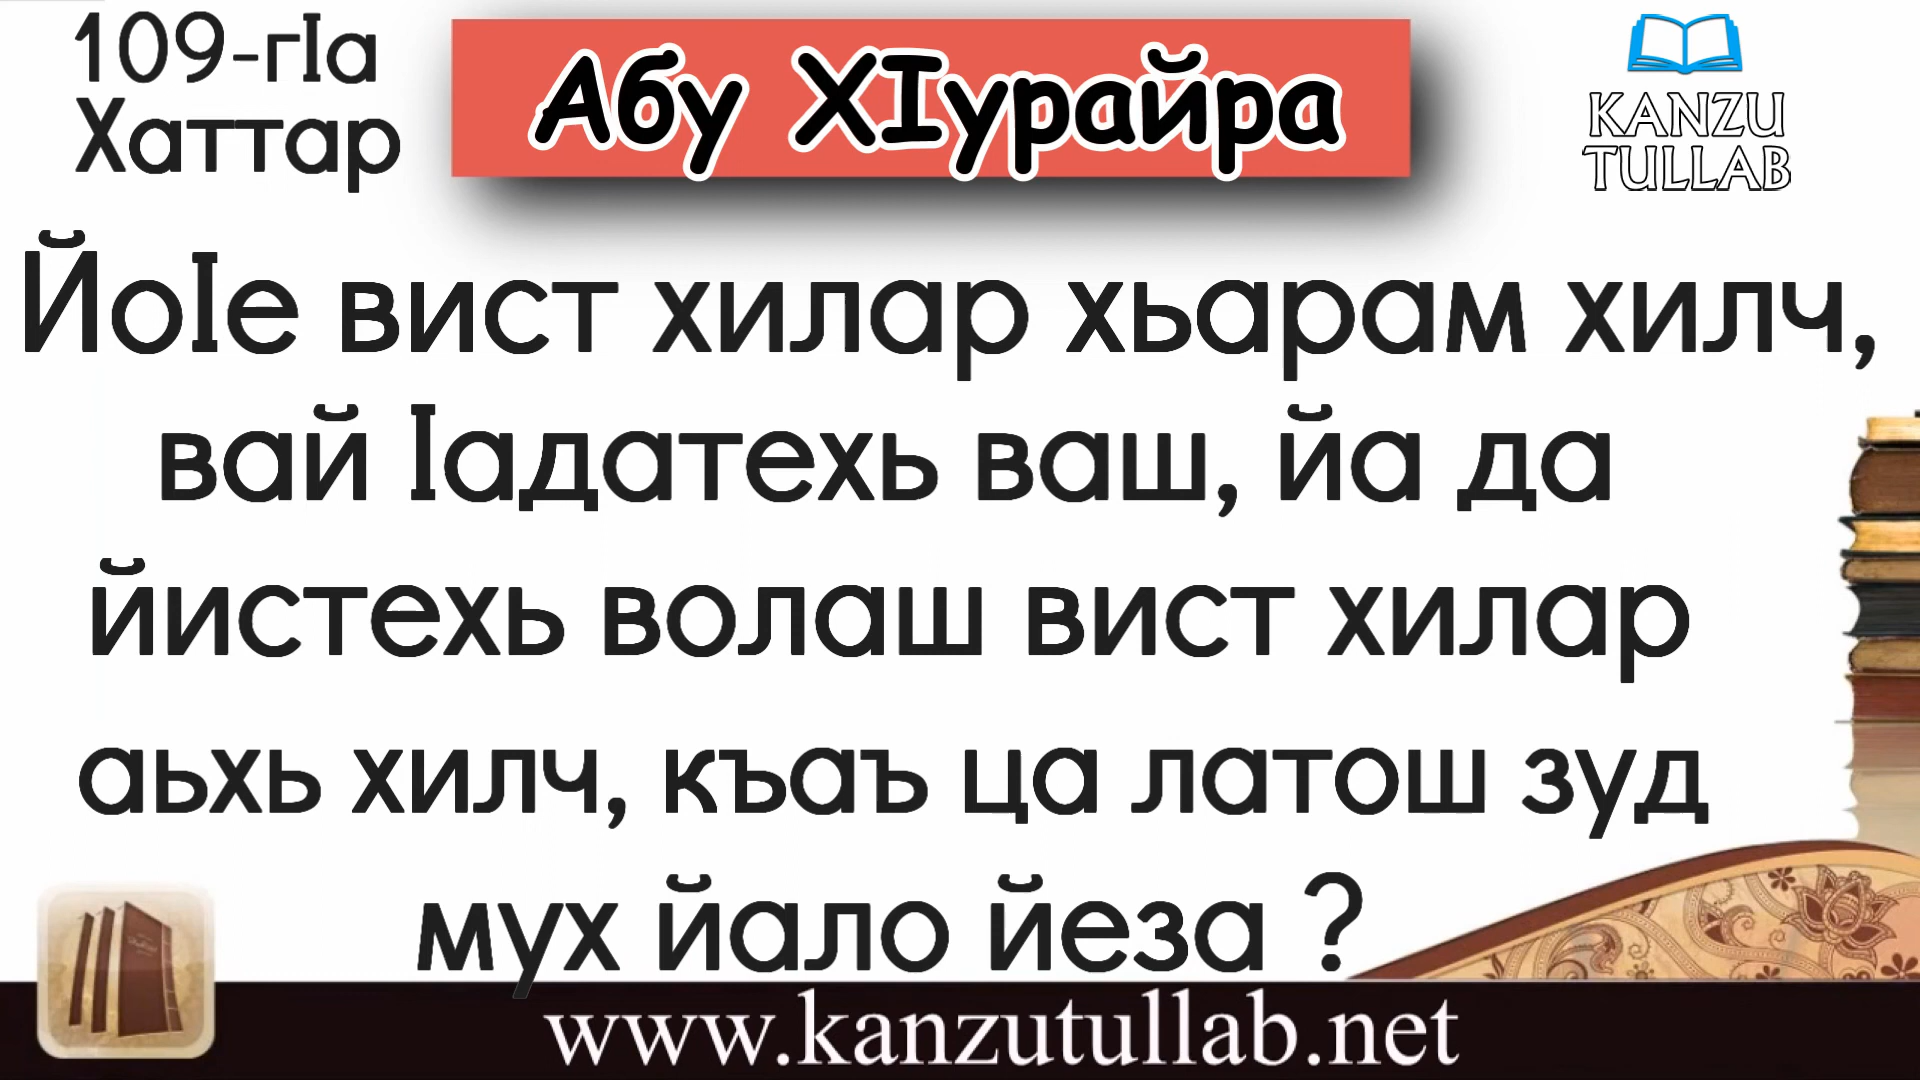 109-гIа
Хаттар
Абу ХIурайра
KANZU
TULLAB
ЙоIе вист хилар хьарам хилч,
вай Iадатехь ваш, йа да
йистехь волаш вист хилар
аьхь хилч, къаъ ца латош зуд
мух йало йеза ?
www.kanzutullab.net